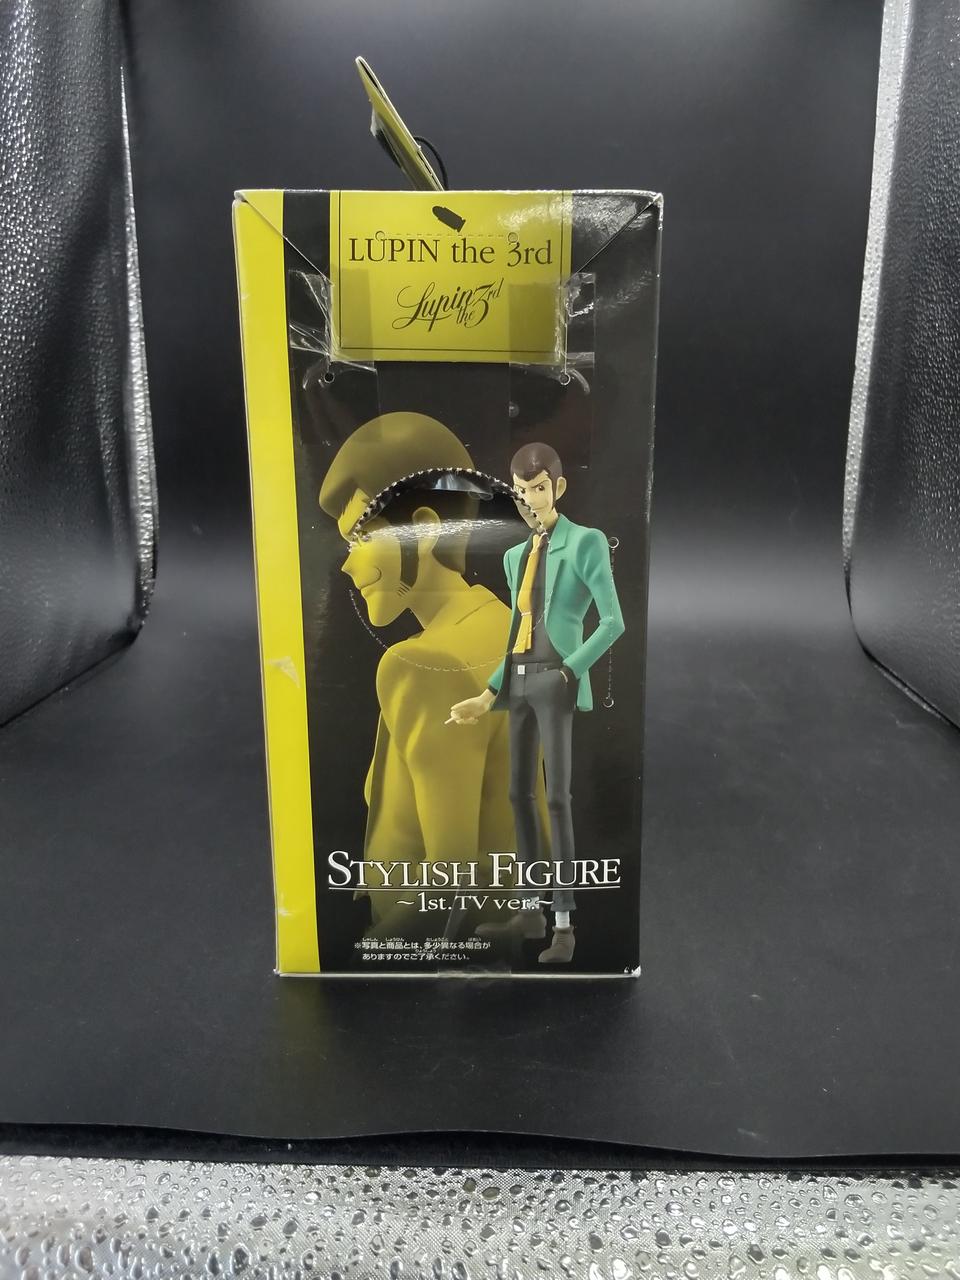 LUPIN the 3rd
Lupin the 3rd
STYLISH FIGURE
~1st. TV ver.~
※写真と商品とは、多少異なる場合が
ありますのでご了承ください。